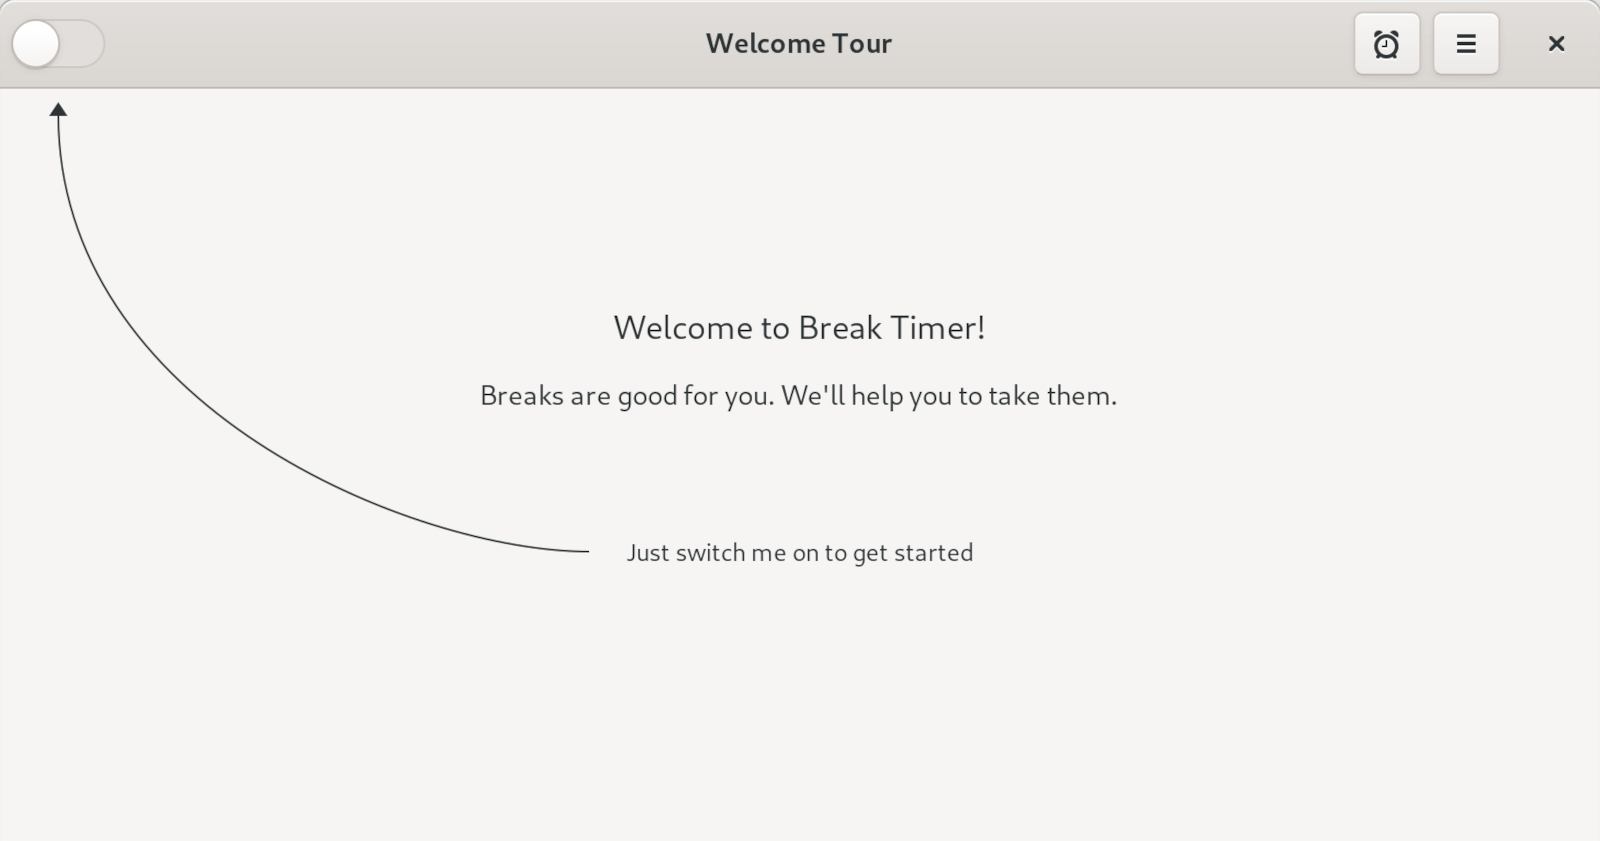 Welcome Tour
Welcome to Break Timer!
Breaks are good for you. We'll help you to take them.
Just switch me on to get started